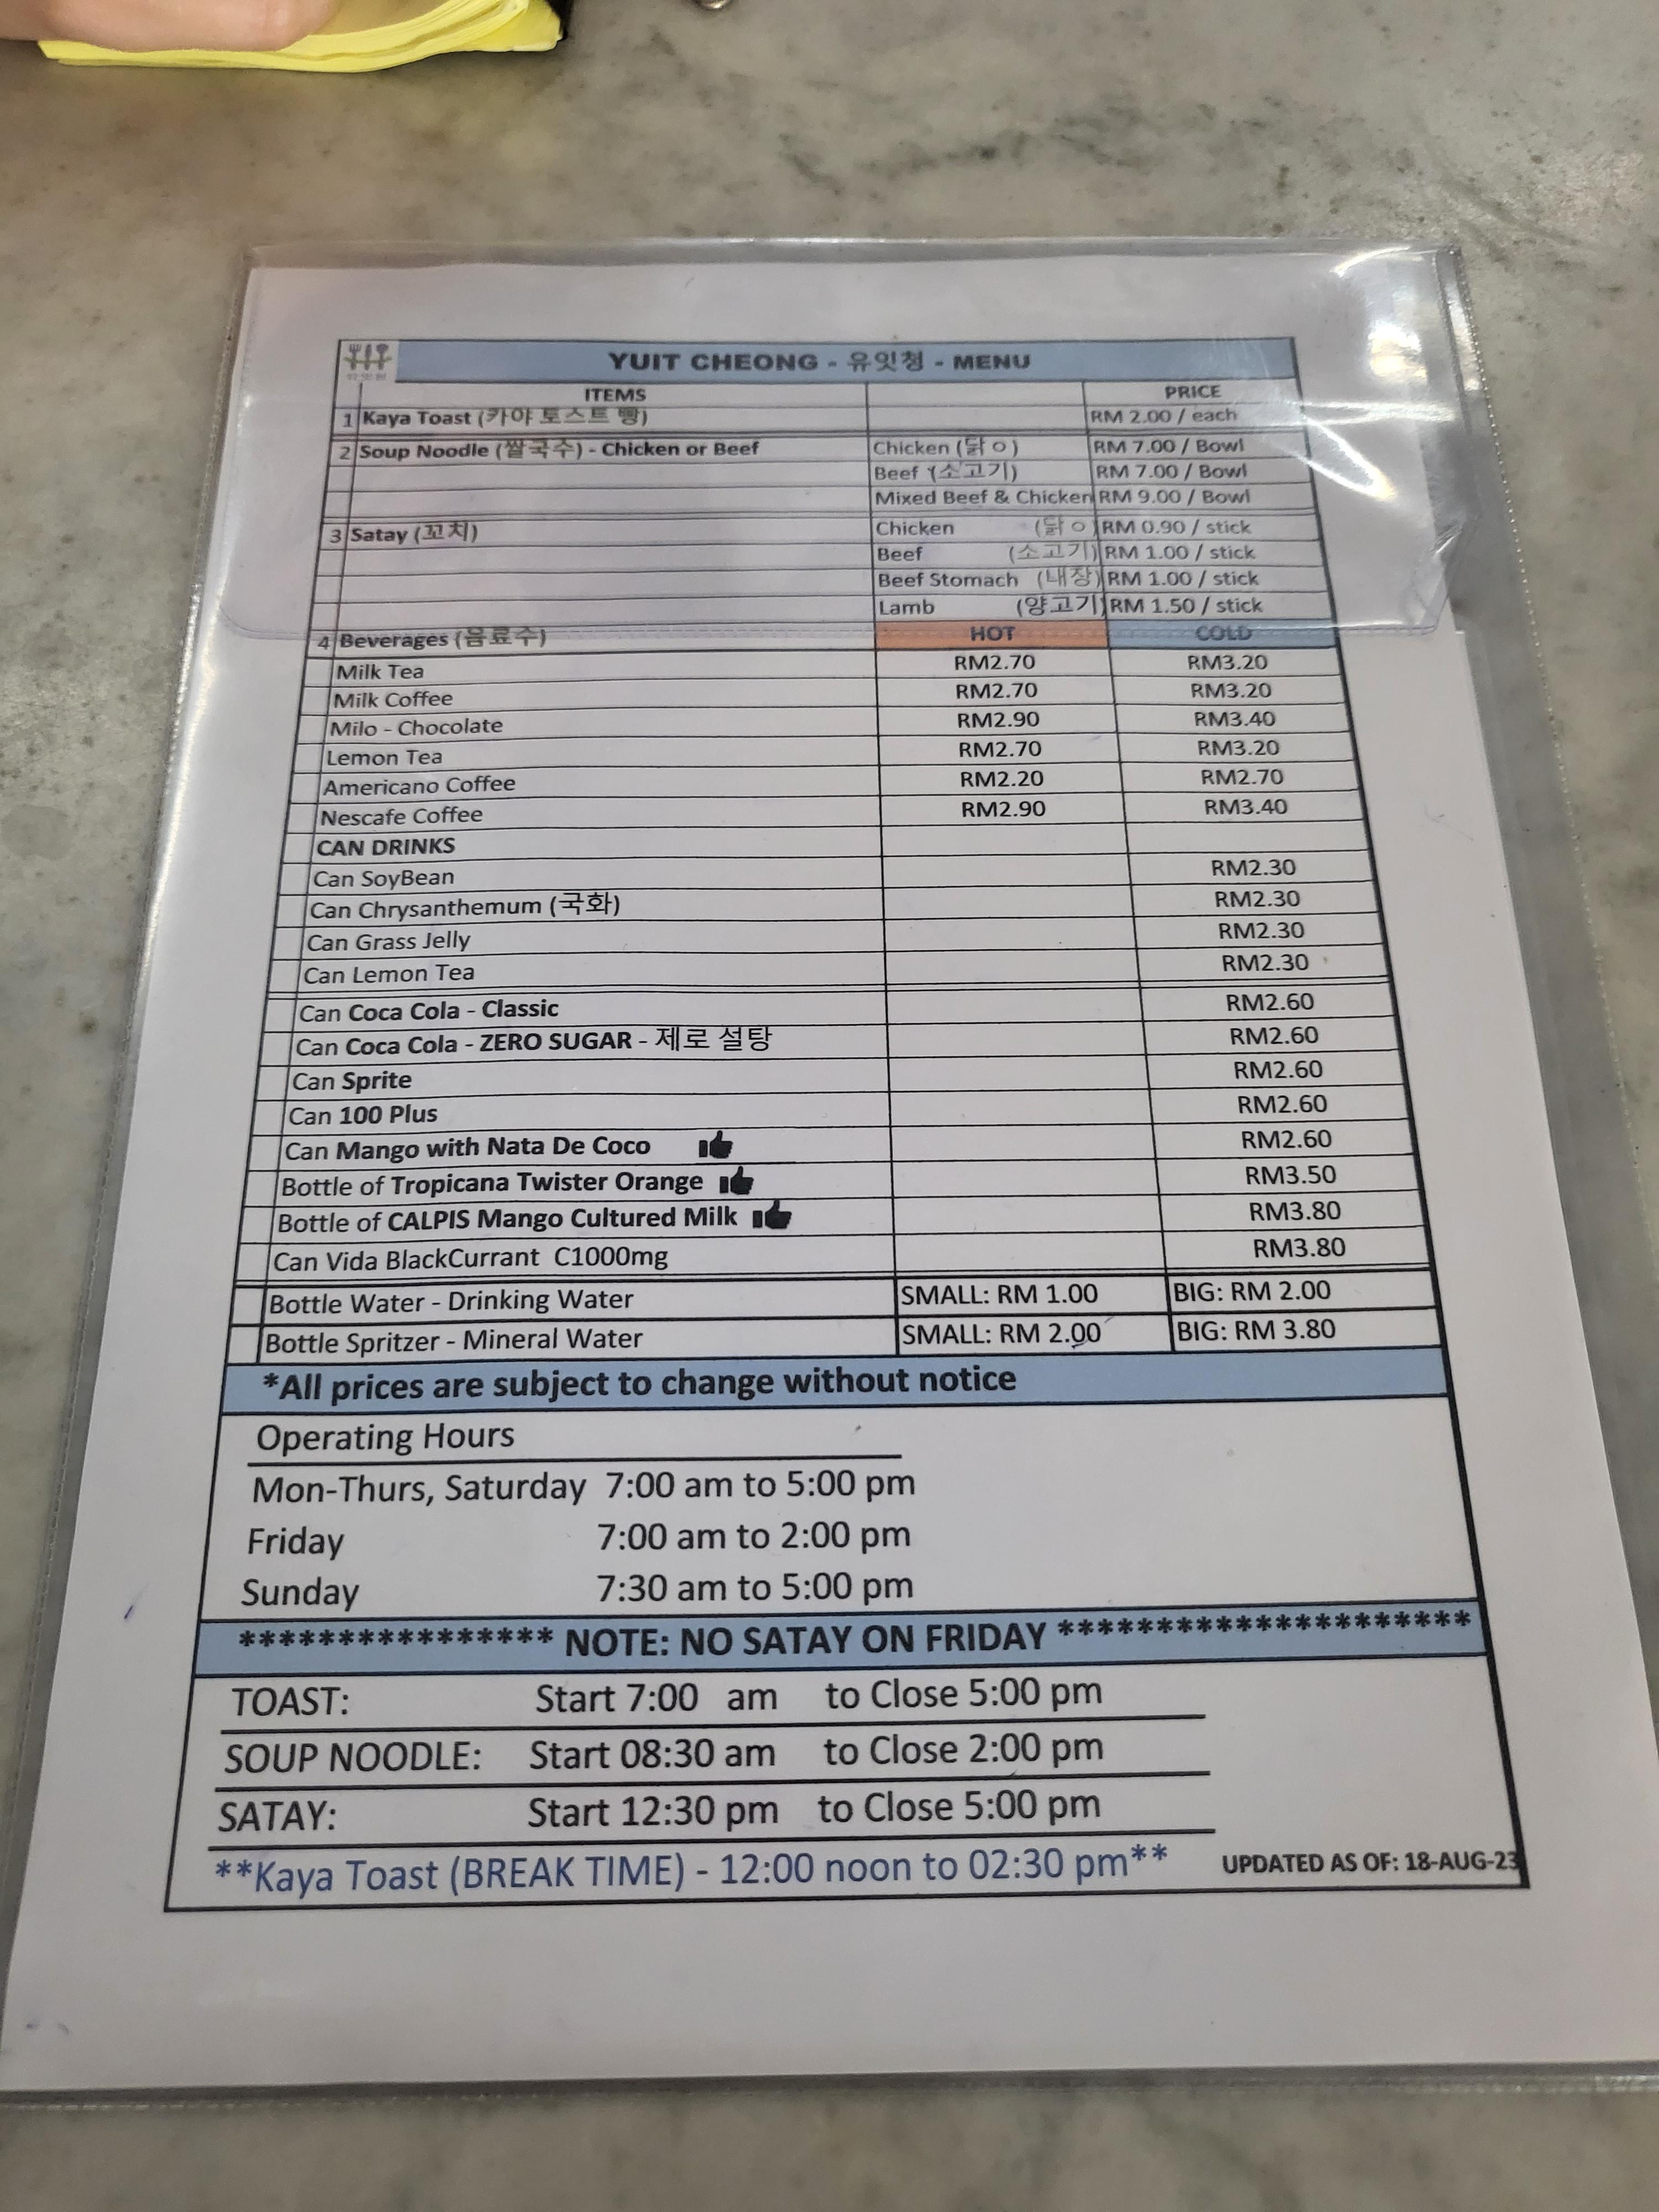 YUIT CHEONG - 유잇청 - MENU
ITEMS PRICE
1 Kaya Toast (카야 토스트 빵) RM 2.00 / each
2 Soup Noodle (쌀국수) - Chicken or Beef Chicken (닭ㅇ) RM 7.00 / Bowl
Beef (소고기) RM 7.00 / Bowl
Mixed Beef & Chicken RM 9.00 / Bowl
3 Satay (꼬치) Chicken (닭ㅇ) RM 0.90 / stick
Beef (소고기) RM 1.00 / stick
Beef Stomach (내장) RM 1.00 / stick
Lamb (양고기) RM 1.50 / stick
4 Beverages (음료수) HOT COLD
Milk Tea RM2.70 RM3.20
Milk Coffee RM2.70 RM3.20
Milo - Chocolate RM2.90 RM3.40
Lemon Tea RM2.70 RM3.20
Americano Coffee RM2.20 RM2.70
Nescafe Coffee RM2.90 RM3.40
CAN DRINKS
Can SoyBean RM2.30
Can Chrysanthemum (국화) RM2.30
Can Grass Jelly RM2.30
Can Lemon Tea RM2.30
Can Coca Cola - Classic RM2.60
Can Coca Cola - ZERO SUGAR - 제로 설탕 RM2.60
Can Sprite RM2.60
Can 100 Plus RM2.60
Can Mango with Nata De Coco RM2.60
Bottle of Tropicana Twister Orange RM3.50
Bottle of CALPIS Mango Cultured Milk RM3.80
Can Vida BlackCurrant C1000mg RM3.80
Bottle Water - Drinking Water SMALL: RM 1.00 BIG: RM 2.00
Bottle Spritzer - Mineral Water SMALL: RM 2.00 BIG: RM 3.80
*All prices are subject to change without notice
Operating Hours
Mon-Thurs, Saturday 7:00 am to 5:00 pm
Friday 7:00 am to 2:00 pm
Sunday 7:30 am to 5:00 pm
**************** NOTE: NO SATAY ON FRIDAY *********************
TOAST: Start 7:00 am to Close 5:00 pm
SOUP NOODLE: Start 08:30 am to Close 2:00 pm
SATAY: Start 12:30 pm to Close 5:00 pm
**Kaya Toast (BREAK TIME) - 12:00 noon to 02:30 pm** UPDATED AS OF: 18-AUG-23